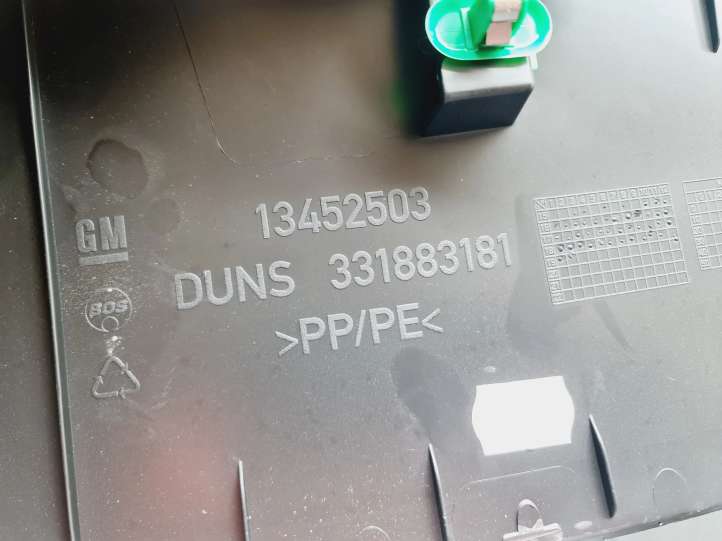 13452503
GM
DUNS 331883181
BOS
>PP/PE<